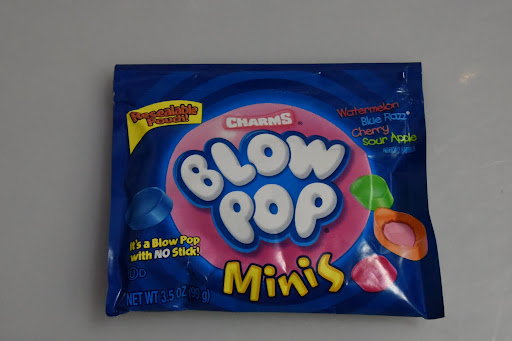 Resealable
Pouch!
CHARMS
BLOW
POP
Minis
Watermelon
Blue Razz
Cherry
Sour Apple
It's a Blow Pop
with NO Stick!
U D
NET WT 3.5 OZ (99 g)